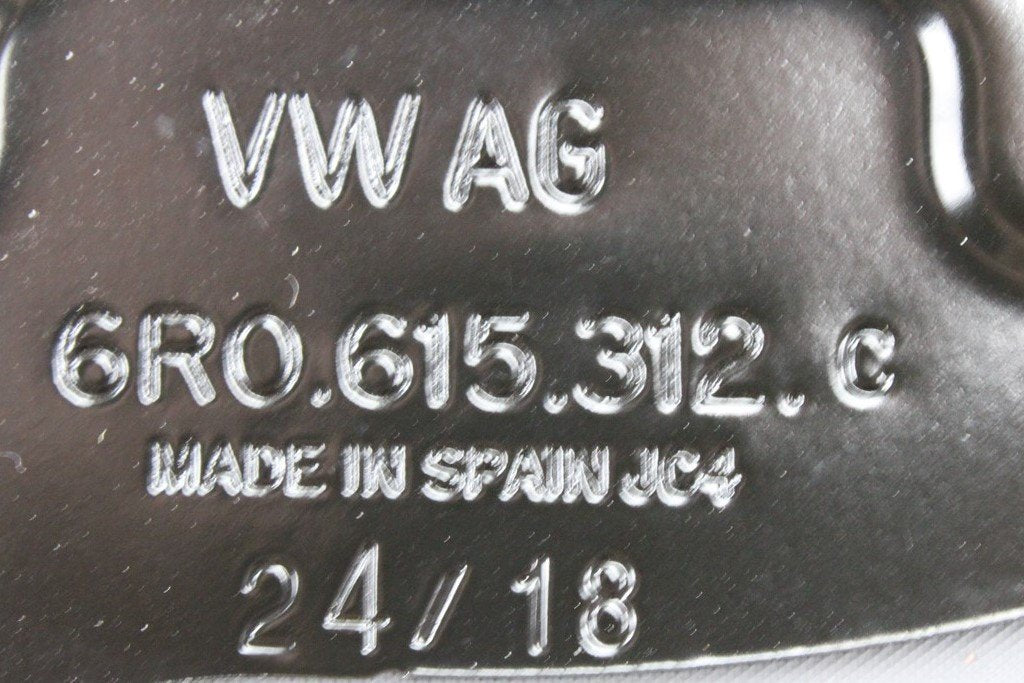 VW AG
6R0.615.312.C
MADE IN SPAIN JC4
24/18